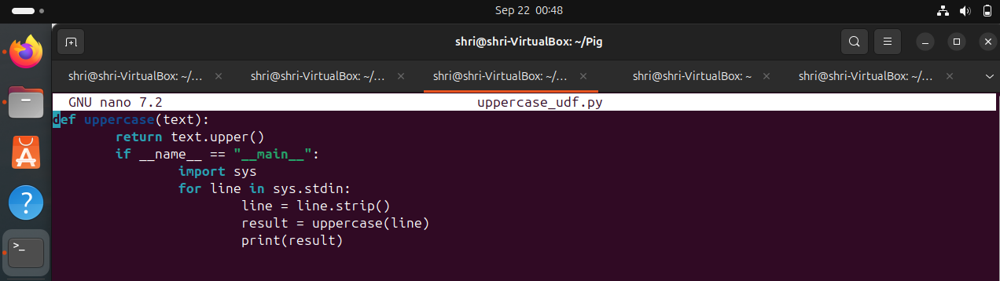 Sep 22 00:48
shri@shri-VirtualBox: ~/Pig
shri@shri-VirtualBox: ~/... × shri@shri-VirtualBox: ~/... × shri@shri-VirtualBox: ~/... × shri@shri-VirtualBox: ~ × shri@shri-VirtualBox: ~/... ×
GNU nano 7.2 uppercase_udf.py
def uppercase(text):
        return text.upper()
        if __name__ == "__main__":
                import sys
                for line in sys.stdin:
                        line = line.strip()
                        result = uppercase(line)
                        print(result)